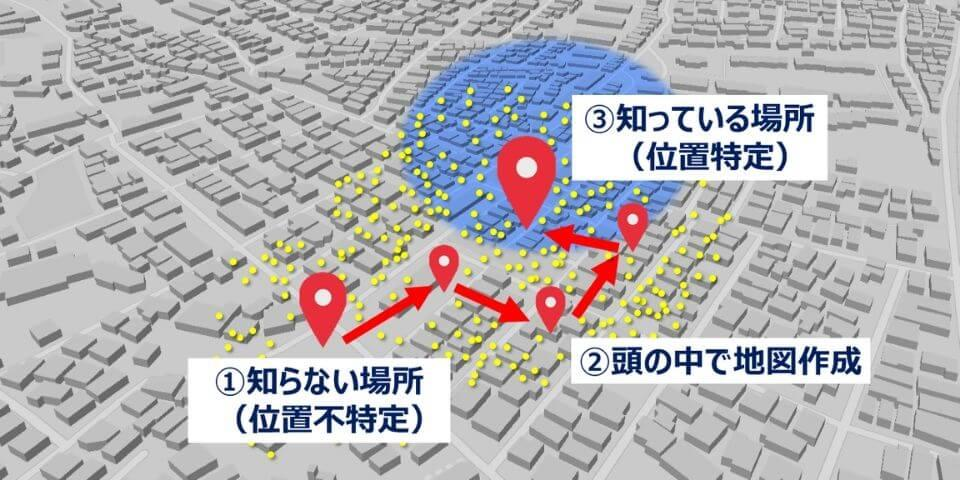 ①知らない場所
（位置不特定）
②頭の中で地図作成
③知っている場所
（位置特定）